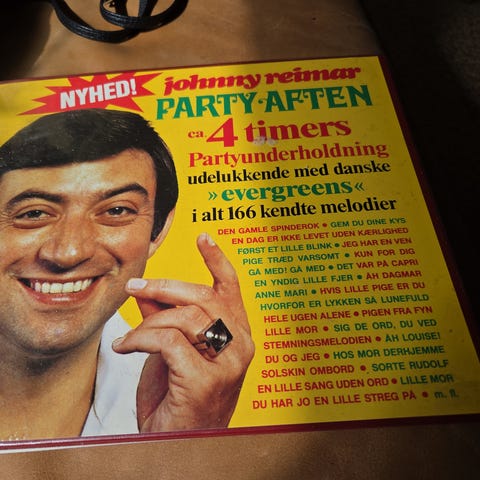 NYHED!
johnny reimar
PARTY-AFTEN
ca. 4 timers
Partyunderholdning
udelukkende med danske
»evergreens«
i alt 166 kendte melodier
DEN GAMLE SPINDEROK • GEM DU DINE KYS
EN DAG ER IKKE LEVET UDEN KÆRLIGHED
FØRST ET LILLE BLINK • JEG HAR EN VEN
PIGE TRÆD VARSOMT • KUN FOR DIG
GÅ MED! GÅ MED • DET VAR PÅ CAPRI
EN YNDIG LILLE FJER • ÅH DAGMAR
ANNE MARI • HVIS LILLE PIGE ER DU
HVORFOR ER LYKKEN SÅ LUNEFULD
HELE UGEN ALENE • PIGEN FRA FYN
LILLE MOR • SIG DE ORD, DU VED
STEMNINGSMELODIEN • ÅH LOUISE!
DU OG JEG • HOS MOR DERHJEMME
SOLSKIN OMBORD • SORTE RUDOLF
EN LILLE SANG UDEN ORD • LILLE MOR
DU HAR JO EN LILLE STREG PÅ • m. fl.